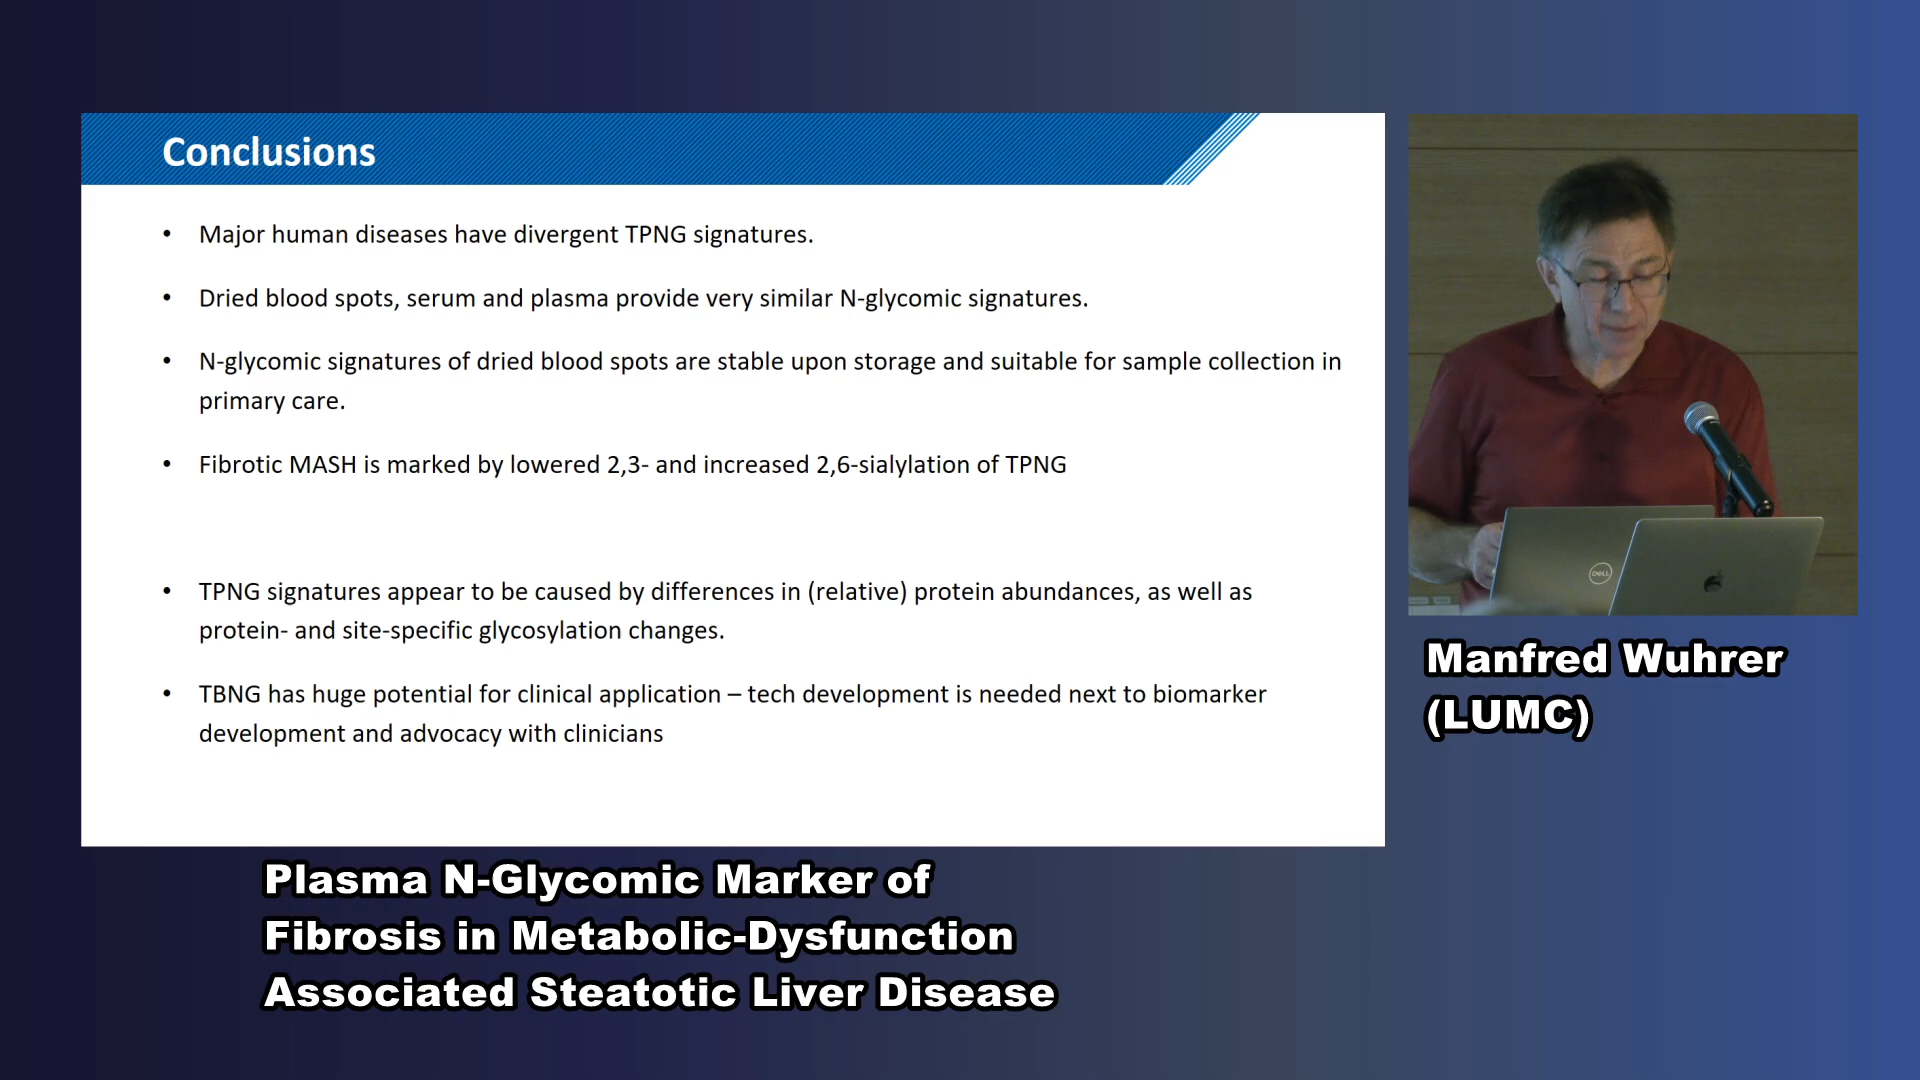 Conclusions
• Major human diseases have divergent TPNG signatures.
• Dried blood spots, serum and plasma provide very similar N-glycomic signatures.
• N-glycomic signatures of dried blood spots are stable upon storage and suitable for sample collection in
primary care.
• Fibrotic MASH is marked by lowered 2,3- and increased 2,6-sialylation of TPNG
• TPNG signatures appear to be caused by differences in (relative) protein abundances, as well as
protein- and site-specific glycosylation changes.
• TBNG has huge potential for clinical application – tech development is needed next to biomarker
development and advocacy with clinicians
DELL
Manfred Wuhrer
(LUMC)
Plasma N-Glycomic Marker of
Fibrosis in Metabolic-Dysfunction
Associated Steatotic Liver Disease